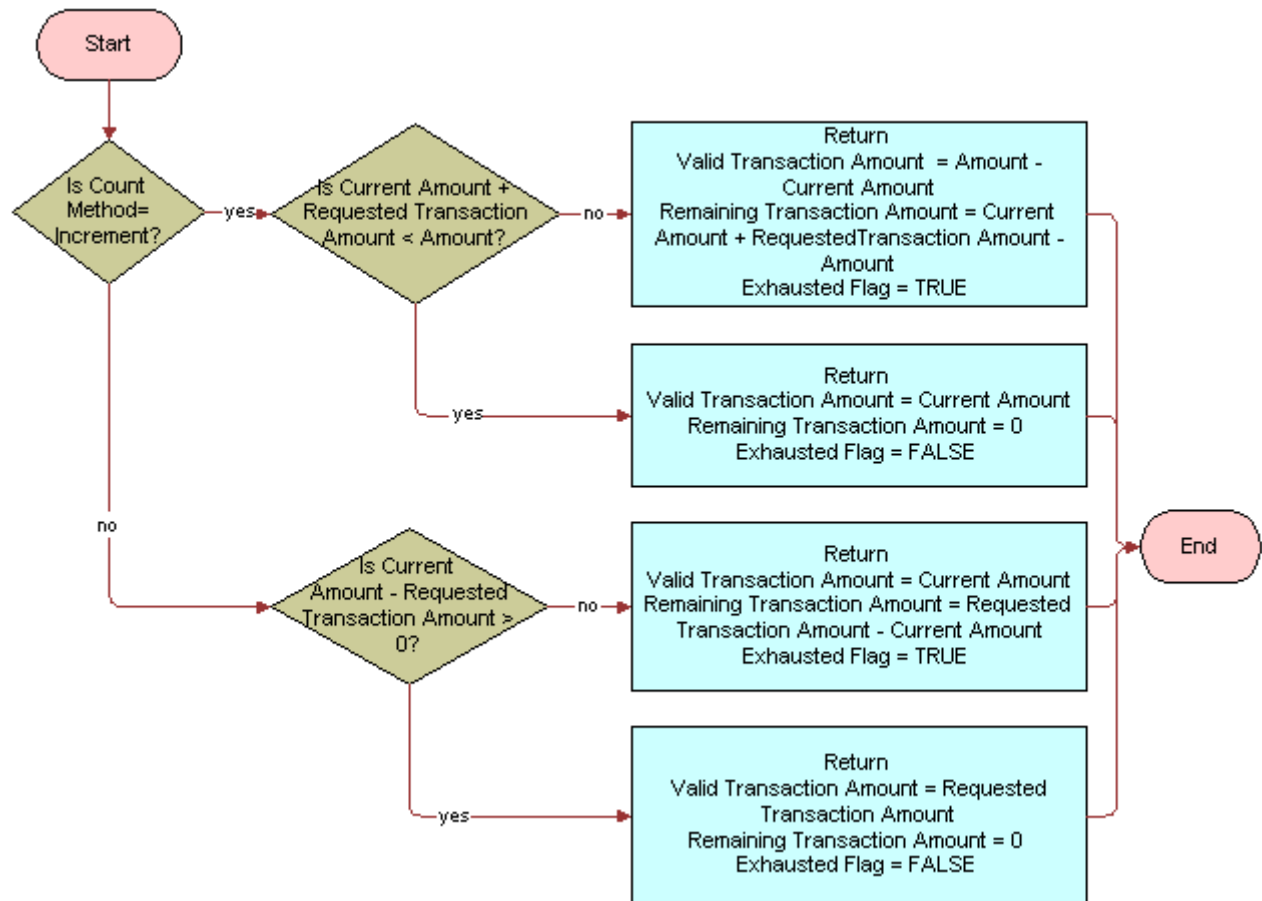 Start
Is Count
Method=
Increment?
yes
Is Current Amount +
Requested Transaction
Amount < Amount?
no
Return
Valid Transaction Amount = Amount -
Current Amount
Remaining Transaction Amount = Current
Amount + RequestedTransaction Amount -
Amount
Exhausted Flag = TRUE
yes
Return
Valid Transaction Amount = Current Amount
Remaining Transaction Amount = 0
Exhausted Flag = FALSE
no
Is Current
Amount - Requested
Transaction Amount >
0?
no
Return
Valid Transaction Amount = Current Amount
Remaining Transaction Amount = Requested
Transaction Amount - Current Amount
Exhausted Flag = TRUE
yes
Return
Valid Transaction Amount = Requested
Transaction Amount
Remaining Transaction Amount = 0
Exhausted Flag = FALSE
End